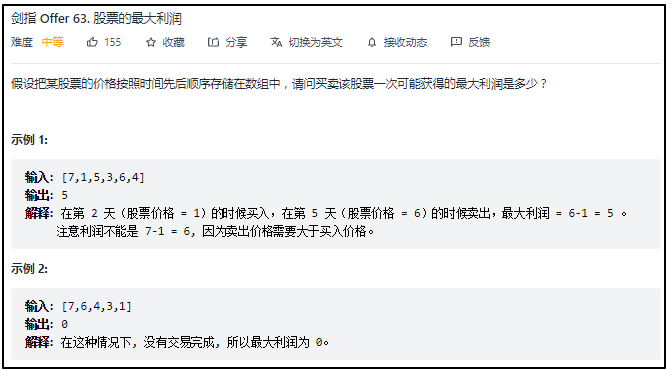 剑指 Offer 63. 股票的最大利润
难度 中等 155 收藏 分享 切换为英文 接收动态 反馈
假设把某股票的价格按照时间先后顺序存储在数组中，请问买卖该股票一次可能获得的最大利润是多少？
示例 1:
输入: [7,1,5,3,6,4]
输出: 5
解释: 在第 2 天（股票价格 = 1）的时候买入，在第 5 天（股票价格 = 6）的时候卖出，最大利润 = 6-1 = 5 。
注意利润不能是 7-1 = 6, 因为卖出价格需要大于买入价格。
示例 2:
输入: [7,6,4,3,1]
输出: 0
解释: 在这种情况下, 没有交易完成, 所以最大利润为 0。